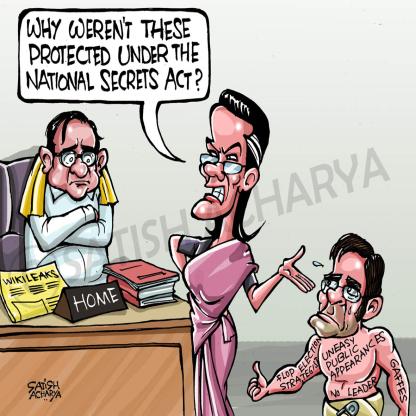 WHY WEREN'T THESE
PROTECTED UNDER THE
NATIONAL SECRETS ACT?
SATISH ACHARYA
WIKILEAKS
HOME
FLOP ELECTION
STRATEGIES
UNEASY
PUBLIC
APPEARANCES
NO LEADER
GAFFES
SATISH
ACHARYA